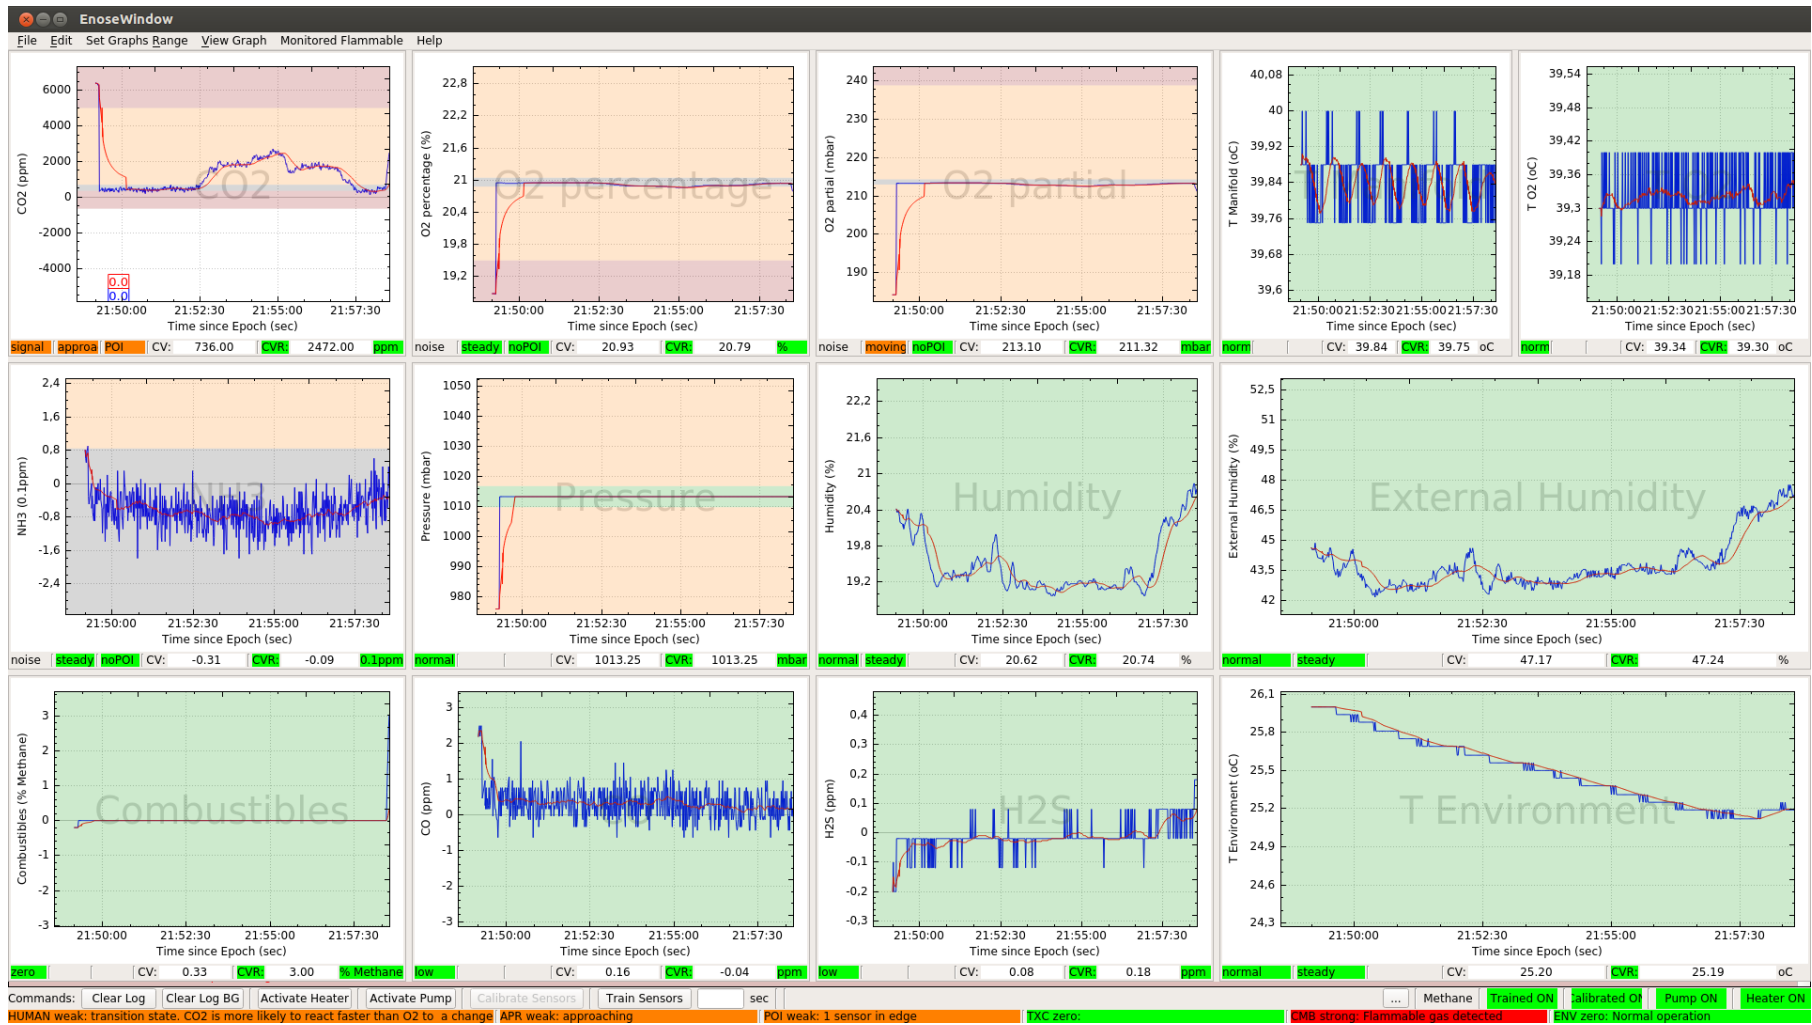 EnoseWindow
File Edit Set Graphs Range View Graph Monitored Flammable Help
CO2 (ppm)
6000
4000
2000
0
-2000
-4000
CO2
0.0
0.0
21:50:00 21:52:30 21:55:00 21:57:30
Time since Epoch (sec)
signal approa POI CV: 736.00 CVR: 2472.00 ppm
O2 percentage (%)
22,8
22,2
21,6
21
20,4
19,8
19,2
O2 percentage
21:50:00 21:52:30 21:55:00 21:57:30
Time since Epoch (sec)
noise steady noPOI CV: 20.93 CVR: 20.79 %
O2 partial (mbar)
240
230
220
210
200
190
O2 partial
21:50:00 21:52:30 21:55:00 21:57:30
Time since Epoch (sec)
noise moving noPOI CV: 213.10 CVR: 211.32 mbar
T Manifold (oC)
40,08
40
39,92
39,84
39,76
39,68
39,6
21:50:00 21:52:30 21:55:00 21:57:30
Time since Epoch (sec)
norm CV: 39.84 CVR: 39.75 oC
T O2 (oC)
39,54
39,48
39,42
39,36
39,3
39,24
39,18
21:50:00 21:52:30 21:55:00 21:57:30
Time since Epoch (sec)
norm CV: 39.34 CVR: 39.30 oC
NH3 (0.1ppm)
2,4
1,6
0,8
0
-0,8
-1,6
-2,4
NH3
21:50:00 21:52:30 21:55:00 21:57:30
Time since Epoch (sec)
noise steady noPOI CV: -0.31 CVR: -0.09 0.1ppm
Pressure (mbar)
1050
1040
1030
1020
1010
1000
990
980
Pressure
21:50:00 21:52:30 21:55:00 21:57:30
Time since Epoch (sec)
normal CV: 1013.25 CVR: 1013.25 mbar
Humidity (%)
22,2
21,6
21
20,4
19,8
19,2
Humidity
21:50:00 21:52:30 21:55:00 21:57:30
Time since Epoch (sec)
normal steady CV: 20.62 CVR: 20.74 %
External Humidity (%)
52,5
51
49,5
48
46,5
45
43,5
42
External Humidity
21:50:00 21:52:30 21:55:00 21:57:30
Time since Epoch (sec)
normal steady CV: 47.17 CVR: 47.24 %
Combustibles (% Methane)
3
2
1
0
-1
-2
-3
Combustibles
21:50:00 21:52:30 21:55:00 21:57:30
Time since Epoch (sec)
zero CV: 0.33 CVR: 3.00 % Methane
CO (ppm)
3
2
1
0
-1
-2
-3
21:50:00 21:52:30 21:55:00 21:57:30
Time since Epoch (sec)
low CV: 0.16 CVR: -0.04 ppm
H2S (ppm)
0,4
0,3
0,2
0,1
0
-0,1
-0,2
-0,3
H2S
21:50:00 21:52:30 21:55:00 21:57:30
Time since Epoch (sec)
low CV: 0.08 CVR: 0.18 ppm
T Environment (oC)
26,1
25,8
25,5
25,2
24,9
24,6
24,3
T Environment
21:50:00 21:52:30 21:55:00 21:57:30
Time since Epoch (sec)
normal steady CV: 25.20 CVR: 25.19 oC
Commands: Clear Log Clear Log BG Activate Heater Activate Pump Calibrate Sensors Train Sensors sec ... Methane Trained ON Calibrated ON Pump ON Heater ON
HUMAN weak: transition state. CO2 is more likely to react faster than O2 to a change APR weak: approaching POI weak: 1 sensor in edge TXC zero: CMB strong: Flammable gas detected ENV zero: Normal operation